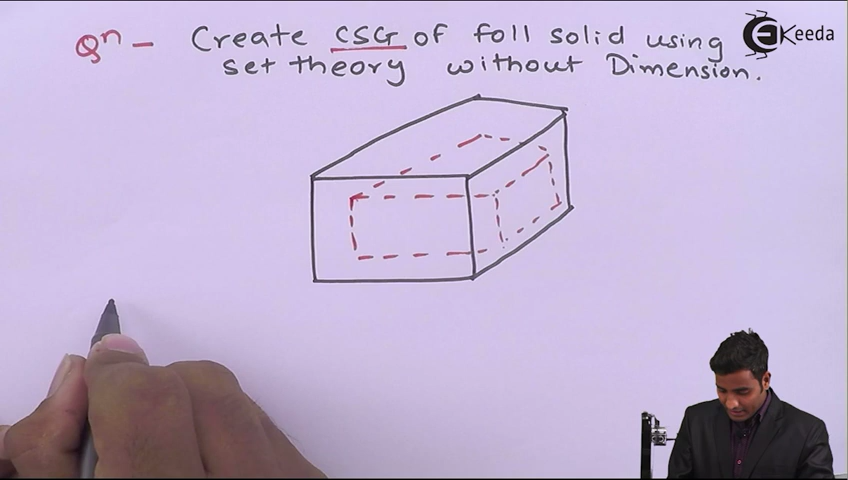 Qn - Create CSG of foll solid using
set theory without Dimension.
EKeeda